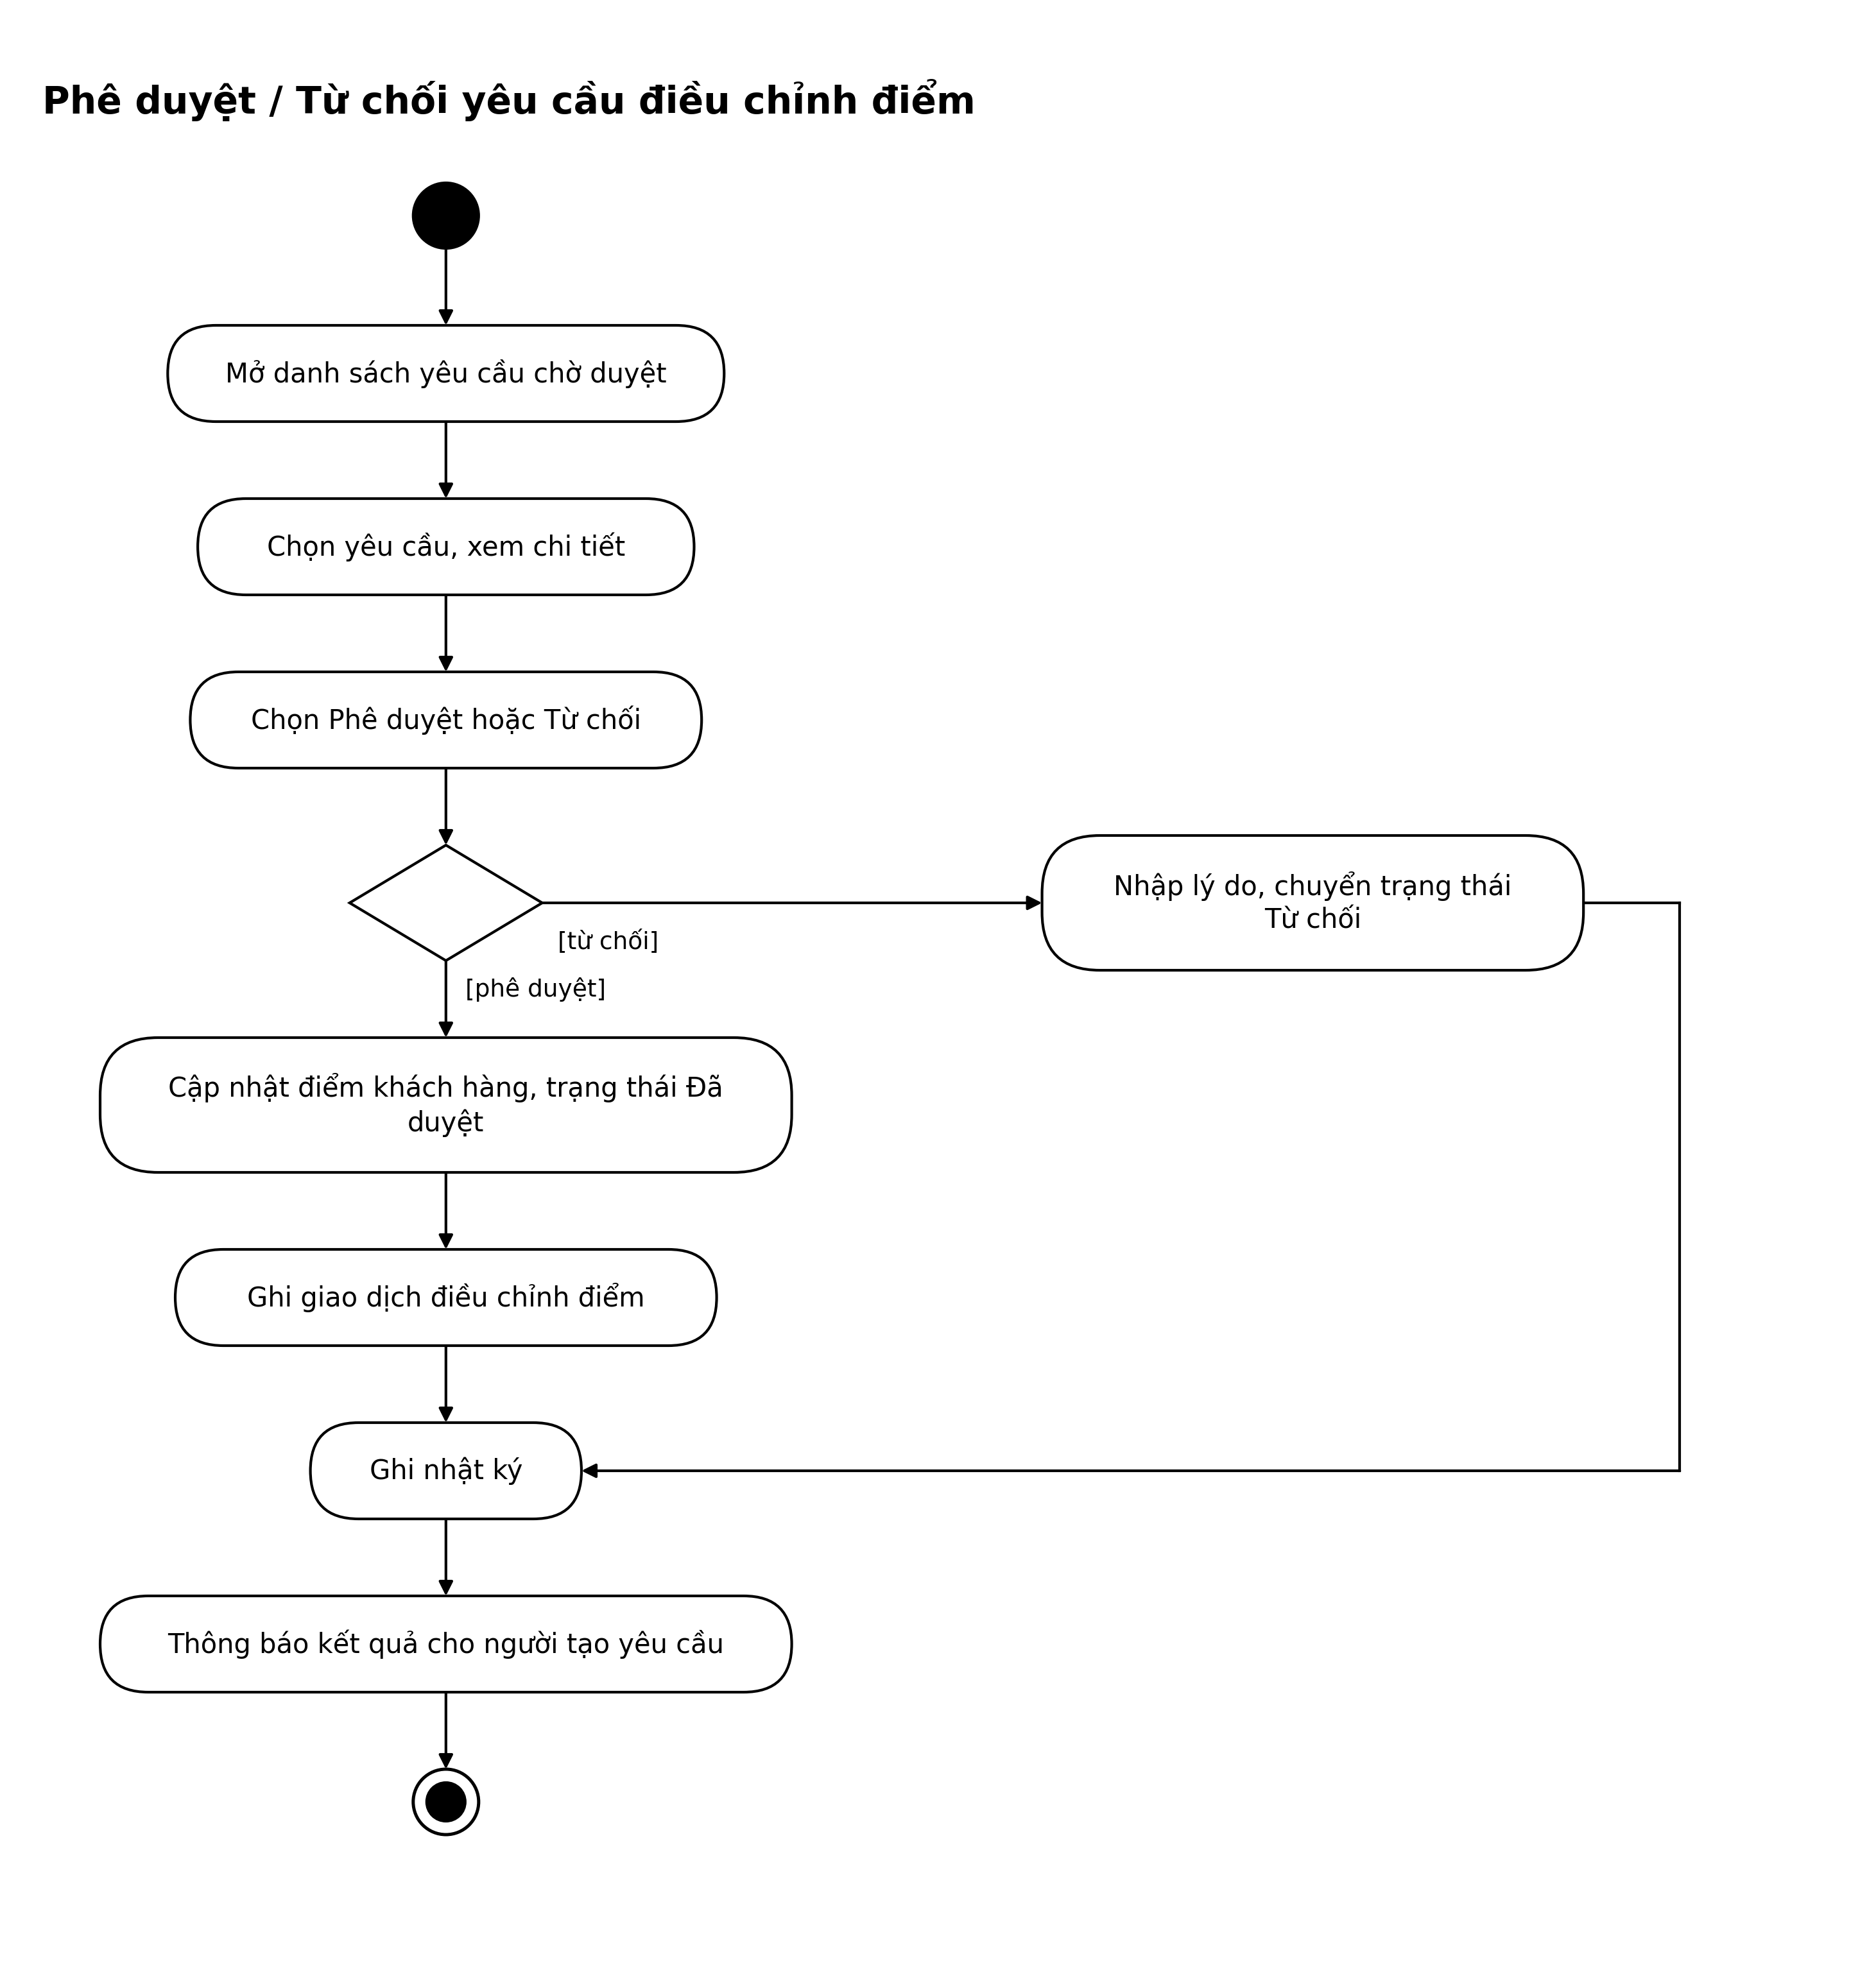 Phê duyệt / Từ chối yêu cầu điều chỉnh điểm
Mở danh sách yêu cầu chờ duyệt
Chọn yêu cầu, xem chi tiết
Chọn Phê duyệt hoặc Từ chối
Nhập lý do, chuyển trạng thái
Từ chối
[từ chối]
[phê duyệt]
Cập nhật điểm khách hàng, trạng thái Đã
duyệt
Ghi giao dịch điều chỉnh điểm
Ghi nhật ký
Thông báo kết quả cho người tạo yêu cầu